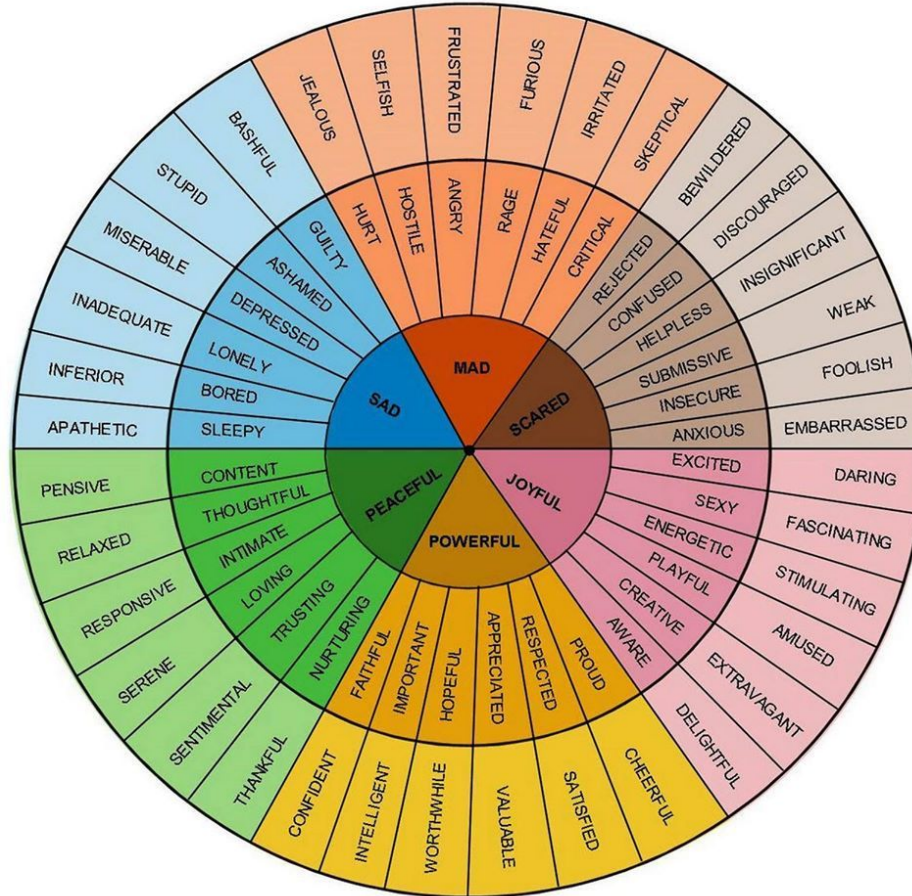 MAD
HURT
HOSTILE
ANGRY
RAGE
HATEFUL
CRITICAL
JEALOUS
SELFISH
FRUSTRATED
FURIOUS
IRRITATED
SKEPTICAL
SCARED
REJECTED
CONFUSED
HELPLESS
SUBMISSIVE
INSECURE
ANXIOUS
BEWILDERED
DISCOURAGED
INSIGNIFICANT
WEAK
FOOLISH
EMBARRASSED
JOYFUL
EXCITED
SEXY
ENERGETIC
PLAYFUL
CREATIVE
AWARE
DARING
FASCINATING
STIMULATING
AMUSED
EXTRAVAGANT
DELIGHTFUL
POWERFUL
PROUD
RESPECTED
APPRECIATED
HOPEFUL
IMPORTANT
FAITHFUL
CHEERFUL
SATISFIED
VALUABLE
WORTHWHILE
INTELLIGENT
CONFIDENT
PEACEFUL
NURTURING
TRUSTING
LOVING
INTIMATE
THOUGHTFUL
CONTENT
THANKFUL
SENTIMENTAL
SERENE
RESPONSIVE
RELAXED
PENSIVE
SAD
SLEEPY
BORED
LONELY
DEPRESSED
ASHAMED
GUILTY
APATHETIC
INFERIOR
INADEQUATE
MISERABLE
STUPID
BASHFUL